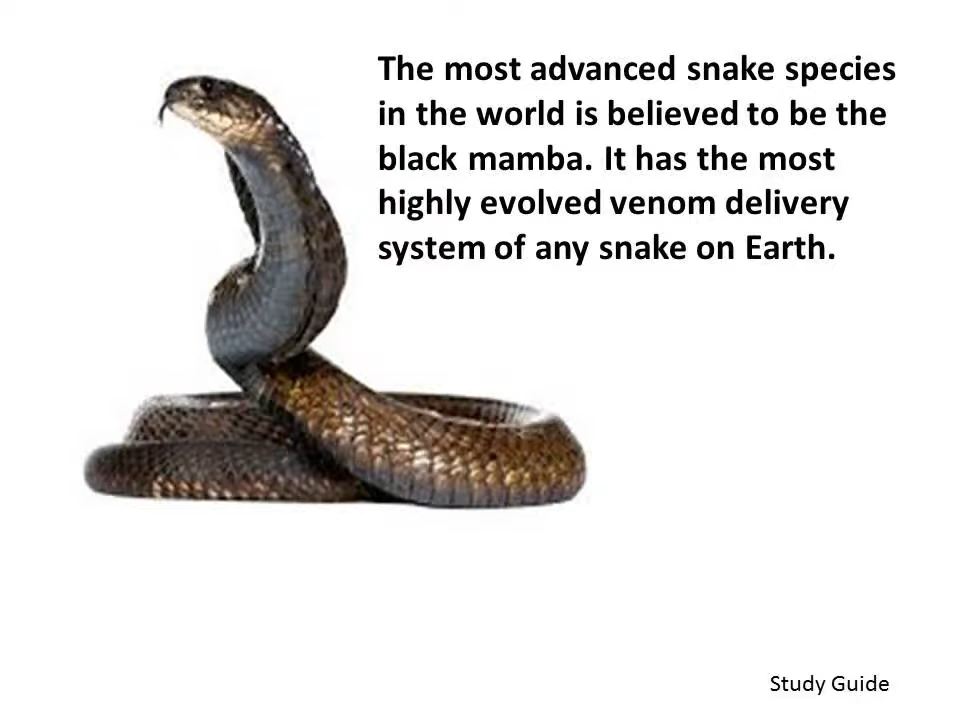 The most advanced snake species
in the world is believed to be the
black mamba. It has the most
highly evolved venom delivery
system of any snake on Earth.
Study Guide